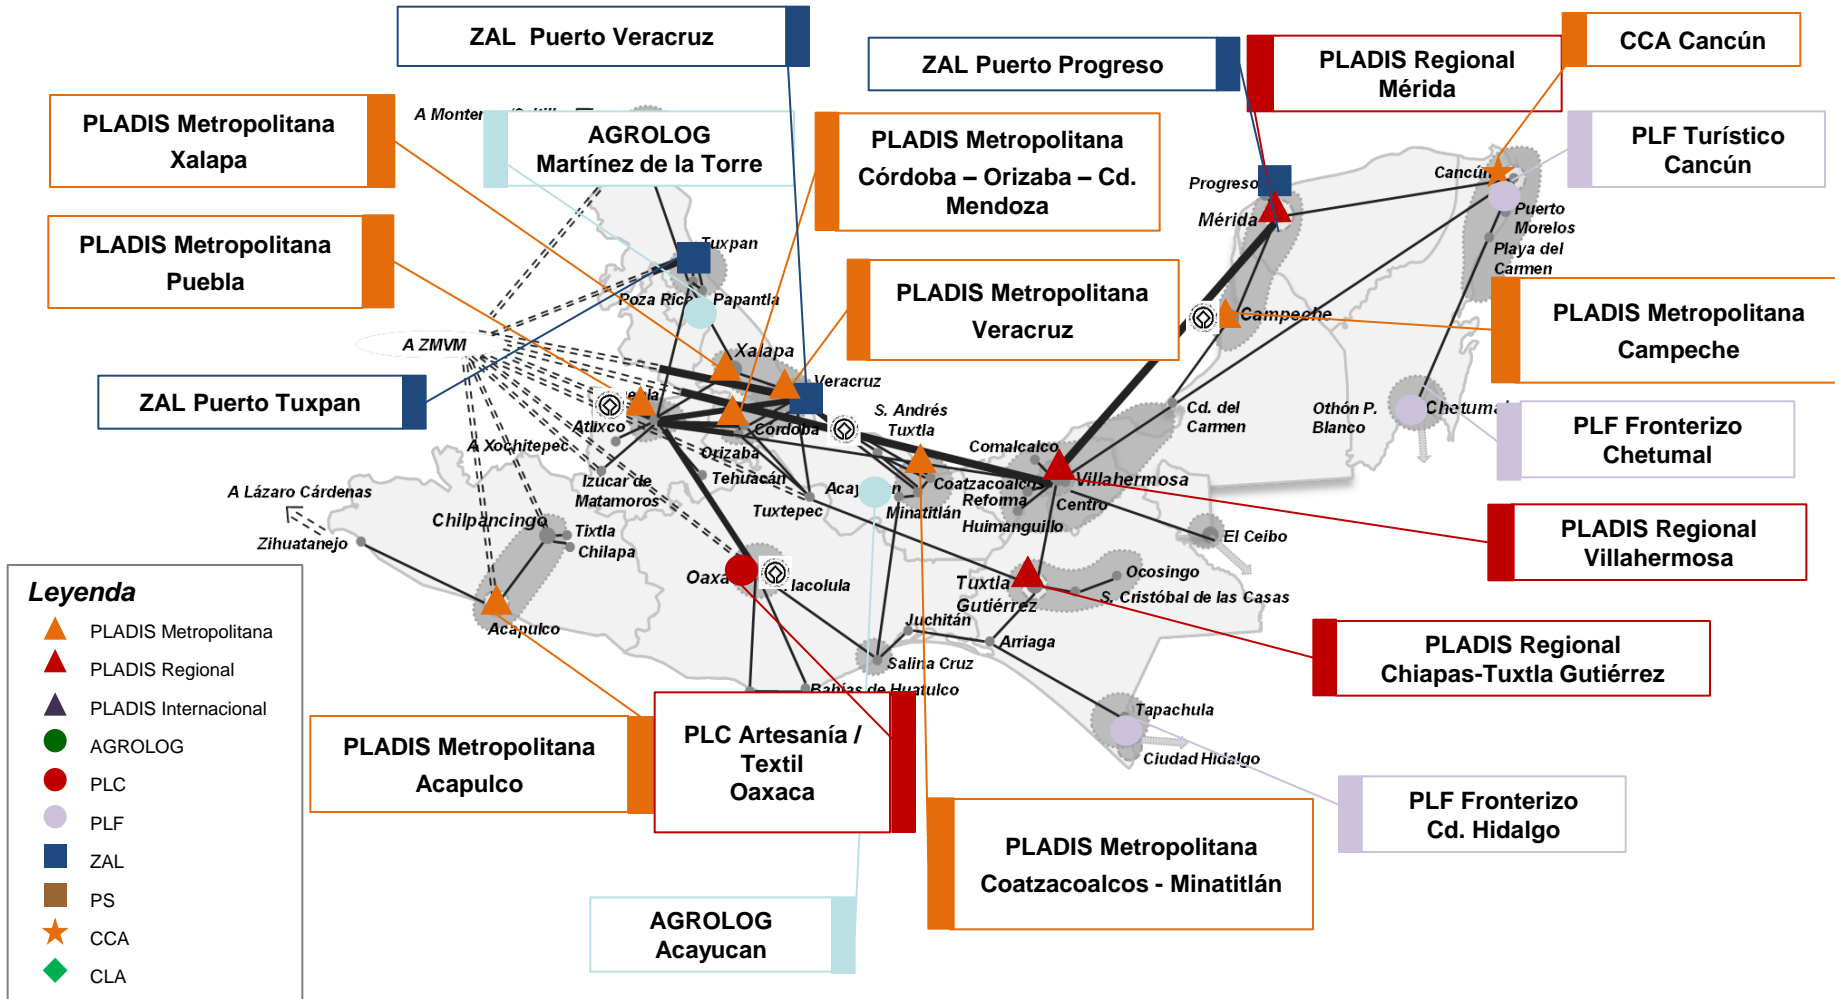 ZAL Puerto Veracruz
ZAL Puerto Progreso
PLADIS Regional
Mérida
CCA Cancún
PLADIS Metropolitana
Xalapa
A Monterrey/Saltillo
AGROLOG
Martínez de la Torre
PLADIS Metropolitana
Córdoba – Orizaba – Cd.
Mendoza
PLF Turístico
Cancún
Progreso
Mérida
Cancún
Puerto
Morelos
Playa del
Carmen
PLADIS Metropolitana
Puebla
Tuxpan
Poza Rica
Papantla
PLADIS Metropolitana
Veracruz
Campeche
PLADIS Metropolitana
Campeche
A ZMVM
Xalapa
Veracruz
ZAL Puerto Tuxpan
Atlixco
Córdoba
S. Andrés
Tuxtla
Cd. del
Carmen
Othón P.
Blanco
Chetumal
PLF Fronterizo
Chetumal
A Xochitepec
Orizaba
Comalcalco
Izúcar de
Matamoros
Tehuacán
Tuxtepec
Coatzacoalcos
Minatitlán
Reforma
Huimanguillo
Centro
Villahermosa
A Lázaro Cárdenas
Zihuatanejo
Chilpancingo
Tixtla
Chilapa
El Ceibo
PLADIS Regional
Villahermosa
Acapulco
Tuxtla
Gutiérrez
Ocosingo
S. Cristóbal de las Casas
Juchitán
Arriaga
Salina Cruz
Bahías de Huatulco
PLADIS Regional
Chiapas-Tuxtla Gutiérrez
Tapachula
Ciudad Hidalgo
Leyenda
PLADIS Metropolitana
PLADIS Regional
PLADIS Internacional
AGROLOG
PLC
PLF
ZAL
PS
CCA
CLA
PLADIS Metropolitana
Acapulco
PLC Artesanía /
Textil
Oaxaca
AGROLOG
Acayucan
PLADIS Metropolitana
Coatzacoalcos - Minatitlán
PLF Fronterizo
Cd. Hidalgo